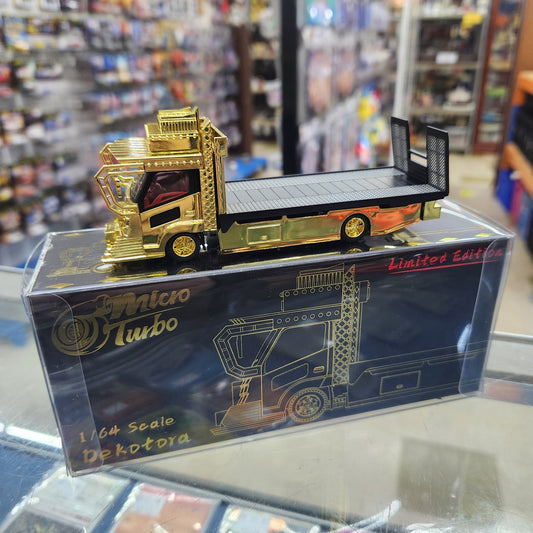 Limited Edition
Micro
Turbo
1/64 Scale
Dekotora